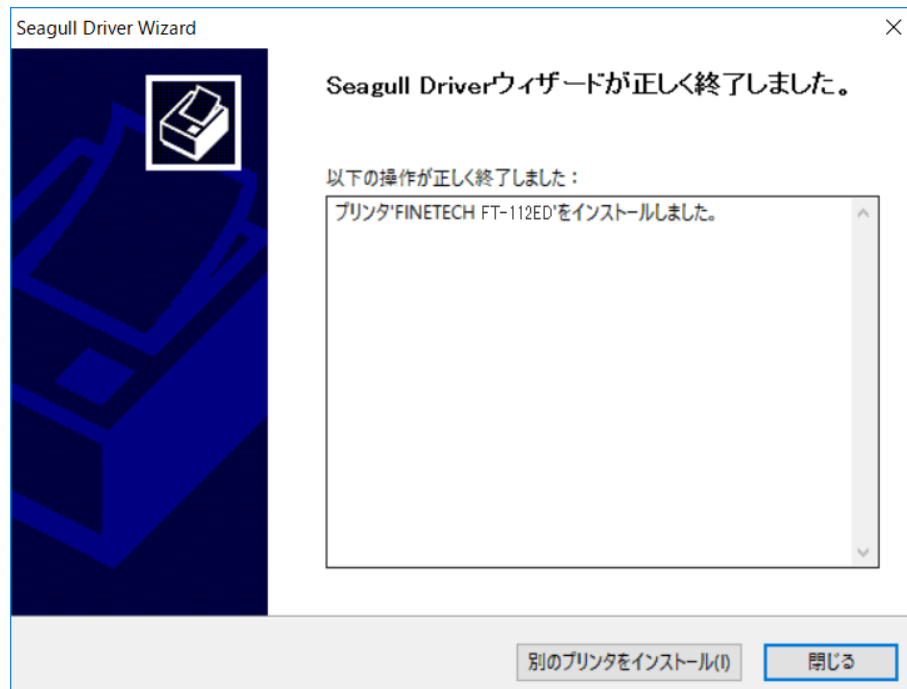 Seagull Driver Wizard
Seagull Driverウィザードが正しく終了しました。
以下の操作が正しく終了しました：
プリンタ'FINETECH FT-112ED'をインストールしました。
別のプリンタをインストール(I)
閉じる